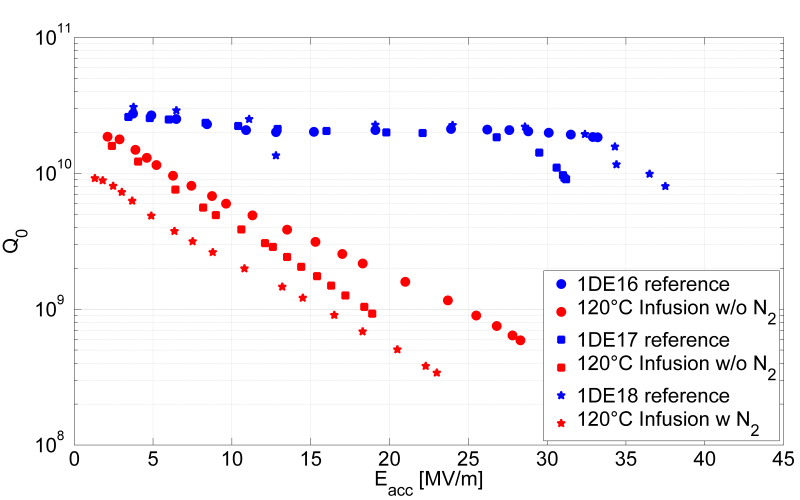 10^11
10^10
10^9
10^8
Q_0
0 5 10 15 20 25 30 35 40 45
E_acc [MV/m]
1DE16 reference
120°C Infusion w/o N_2
1DE17 reference
120°C Infusion w/o N_2
1DE18 reference
120°C Infusion w N_2